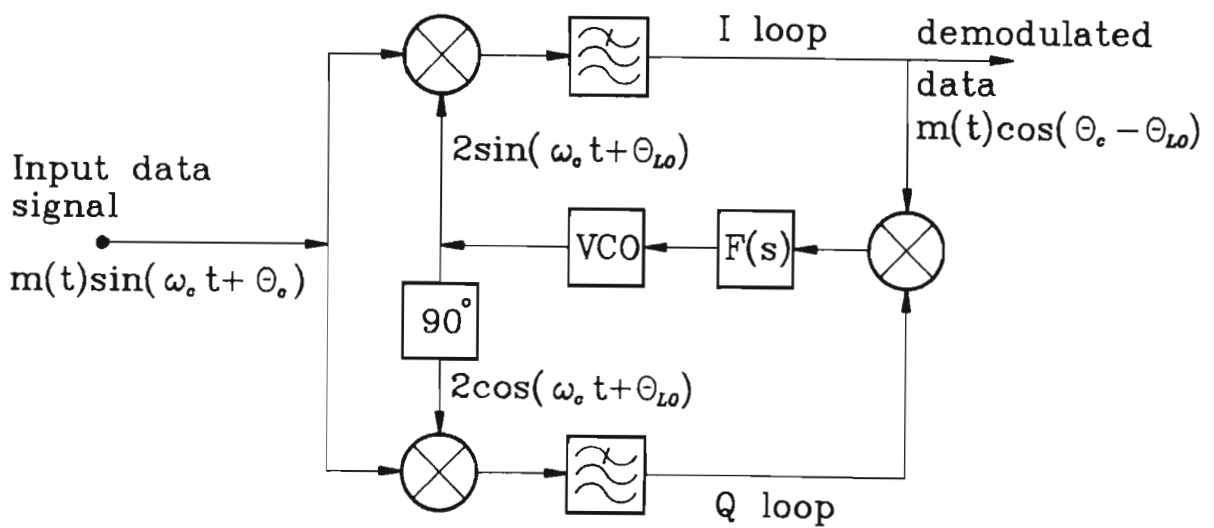 I loop
demodulated
data
m(t)cos(Θc − ΘLO)
2sin(ωc t+ΘLO)
Input data
signal
m(t)sin(ωc t+ Θc)
VCO
F(s)
90°
2cos(ωc t+ΘLO)
Q loop